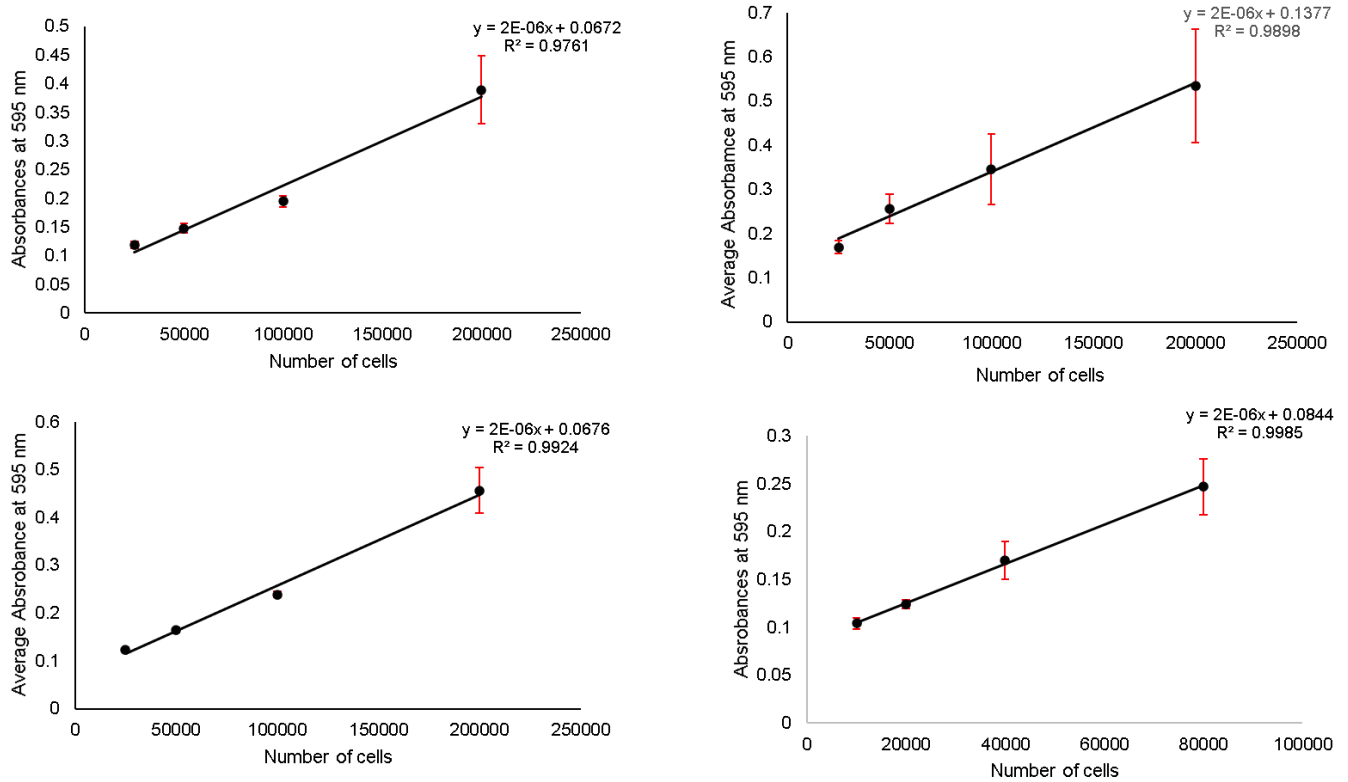 y = 2E-06x + 0.0672
R² = 0.9761
0.5
0.45
0.4
0.35
0.3
0.25
0.2
0.15
0.1
0.05
0
Absorbances at 595 nm
0 50000 100000 150000 200000 250000
Number of cells
y = 2E-06x + 0.1377
R² = 0.9898
0.7
0.6
0.5
0.4
0.3
0.2
0.1
0
Average Absorbamce at 595 nm
0 50000 100000 150000 200000 250000
Number of cells
y = 2E-06x + 0.0676
R² = 0.9924
0.6
0.5
0.4
0.3
0.2
0.1
0
Average Absrobance at 595 nm
0 50000 100000 150000 200000 250000
Number of cells
y = 2E-06x + 0.0844
R² = 0.9985
0.3
0.25
0.2
0.15
0.1
0.05
0
Absrobances at 595 nm
0 20000 40000 60000 80000 100000
Number of cells